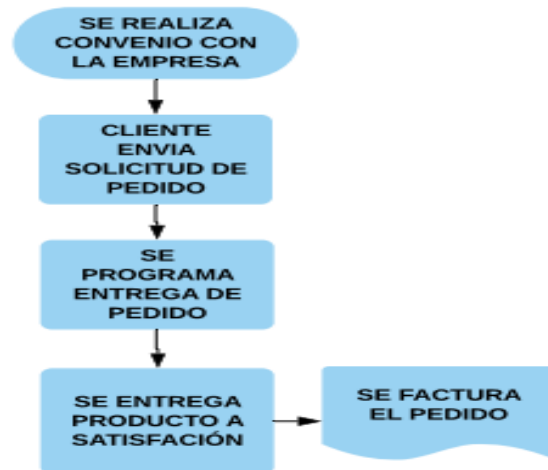 SE REALIZA
CONVENIO CON
LA EMPRESA
CLIENTE
ENVIA
SOLICITUD DE
PEDIDO
SE
PROGRAMA
ENTREGA DE
PEDIDO
SE ENTREGA
PRODUCTO A
SATISFACCIÓN
SE FACTURA
EL PEDIDO